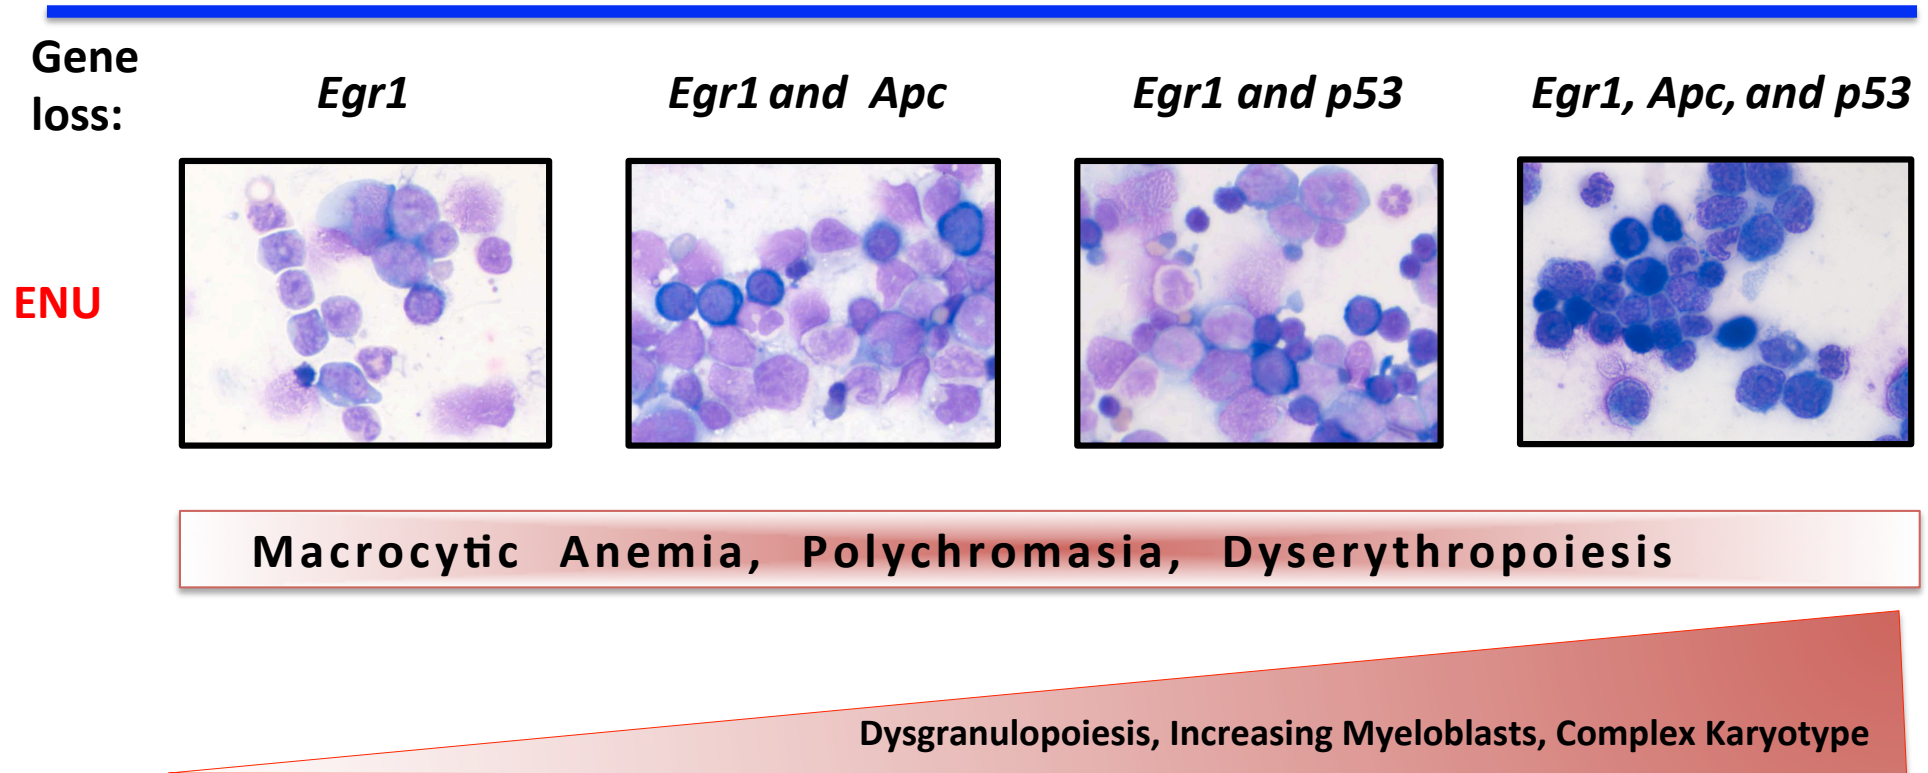 Gene
loss:
Egr1
Egr1 and Apc
Egr1 and p53
Egr1, Apc, and p53
ENU
Macrocytic Anemia, Polychromasia, Dyserythropoiesis
Dysgranulopoiesis, Increasing Myeloblasts, Complex Karyotype